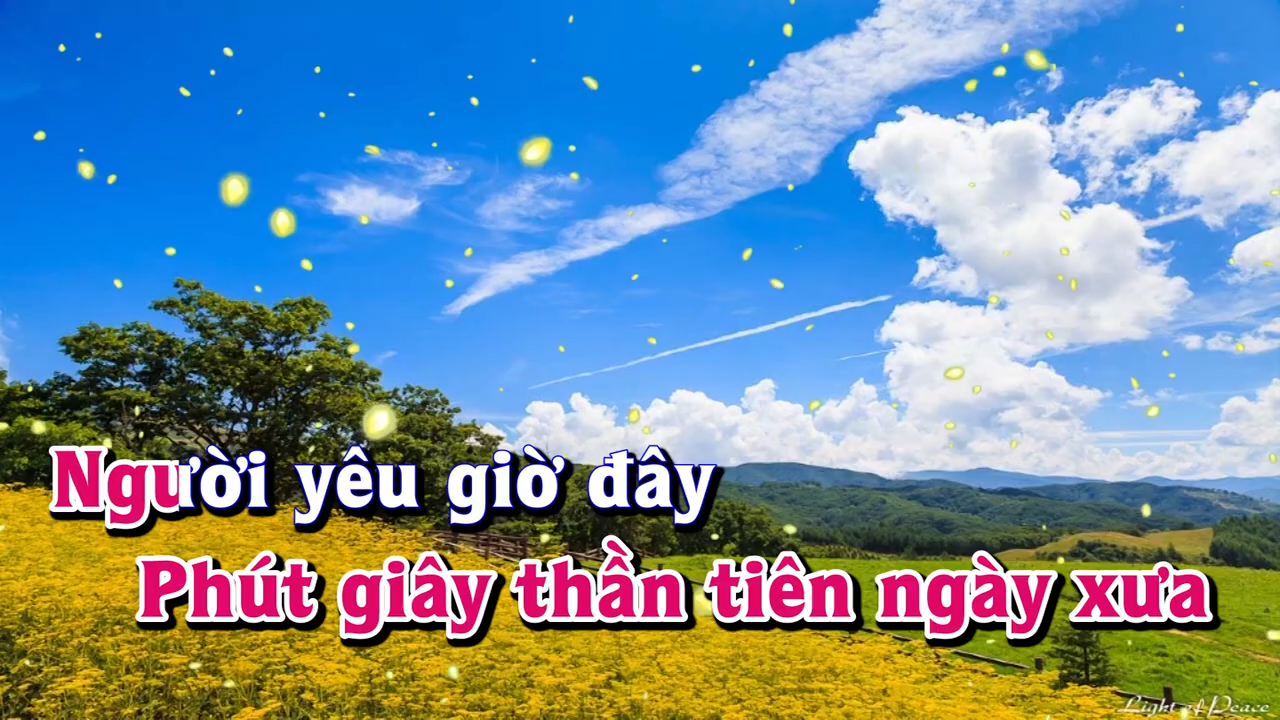 Người yêu giờ đây
Phút giây thần tiên ngày xưa
Light of Peace